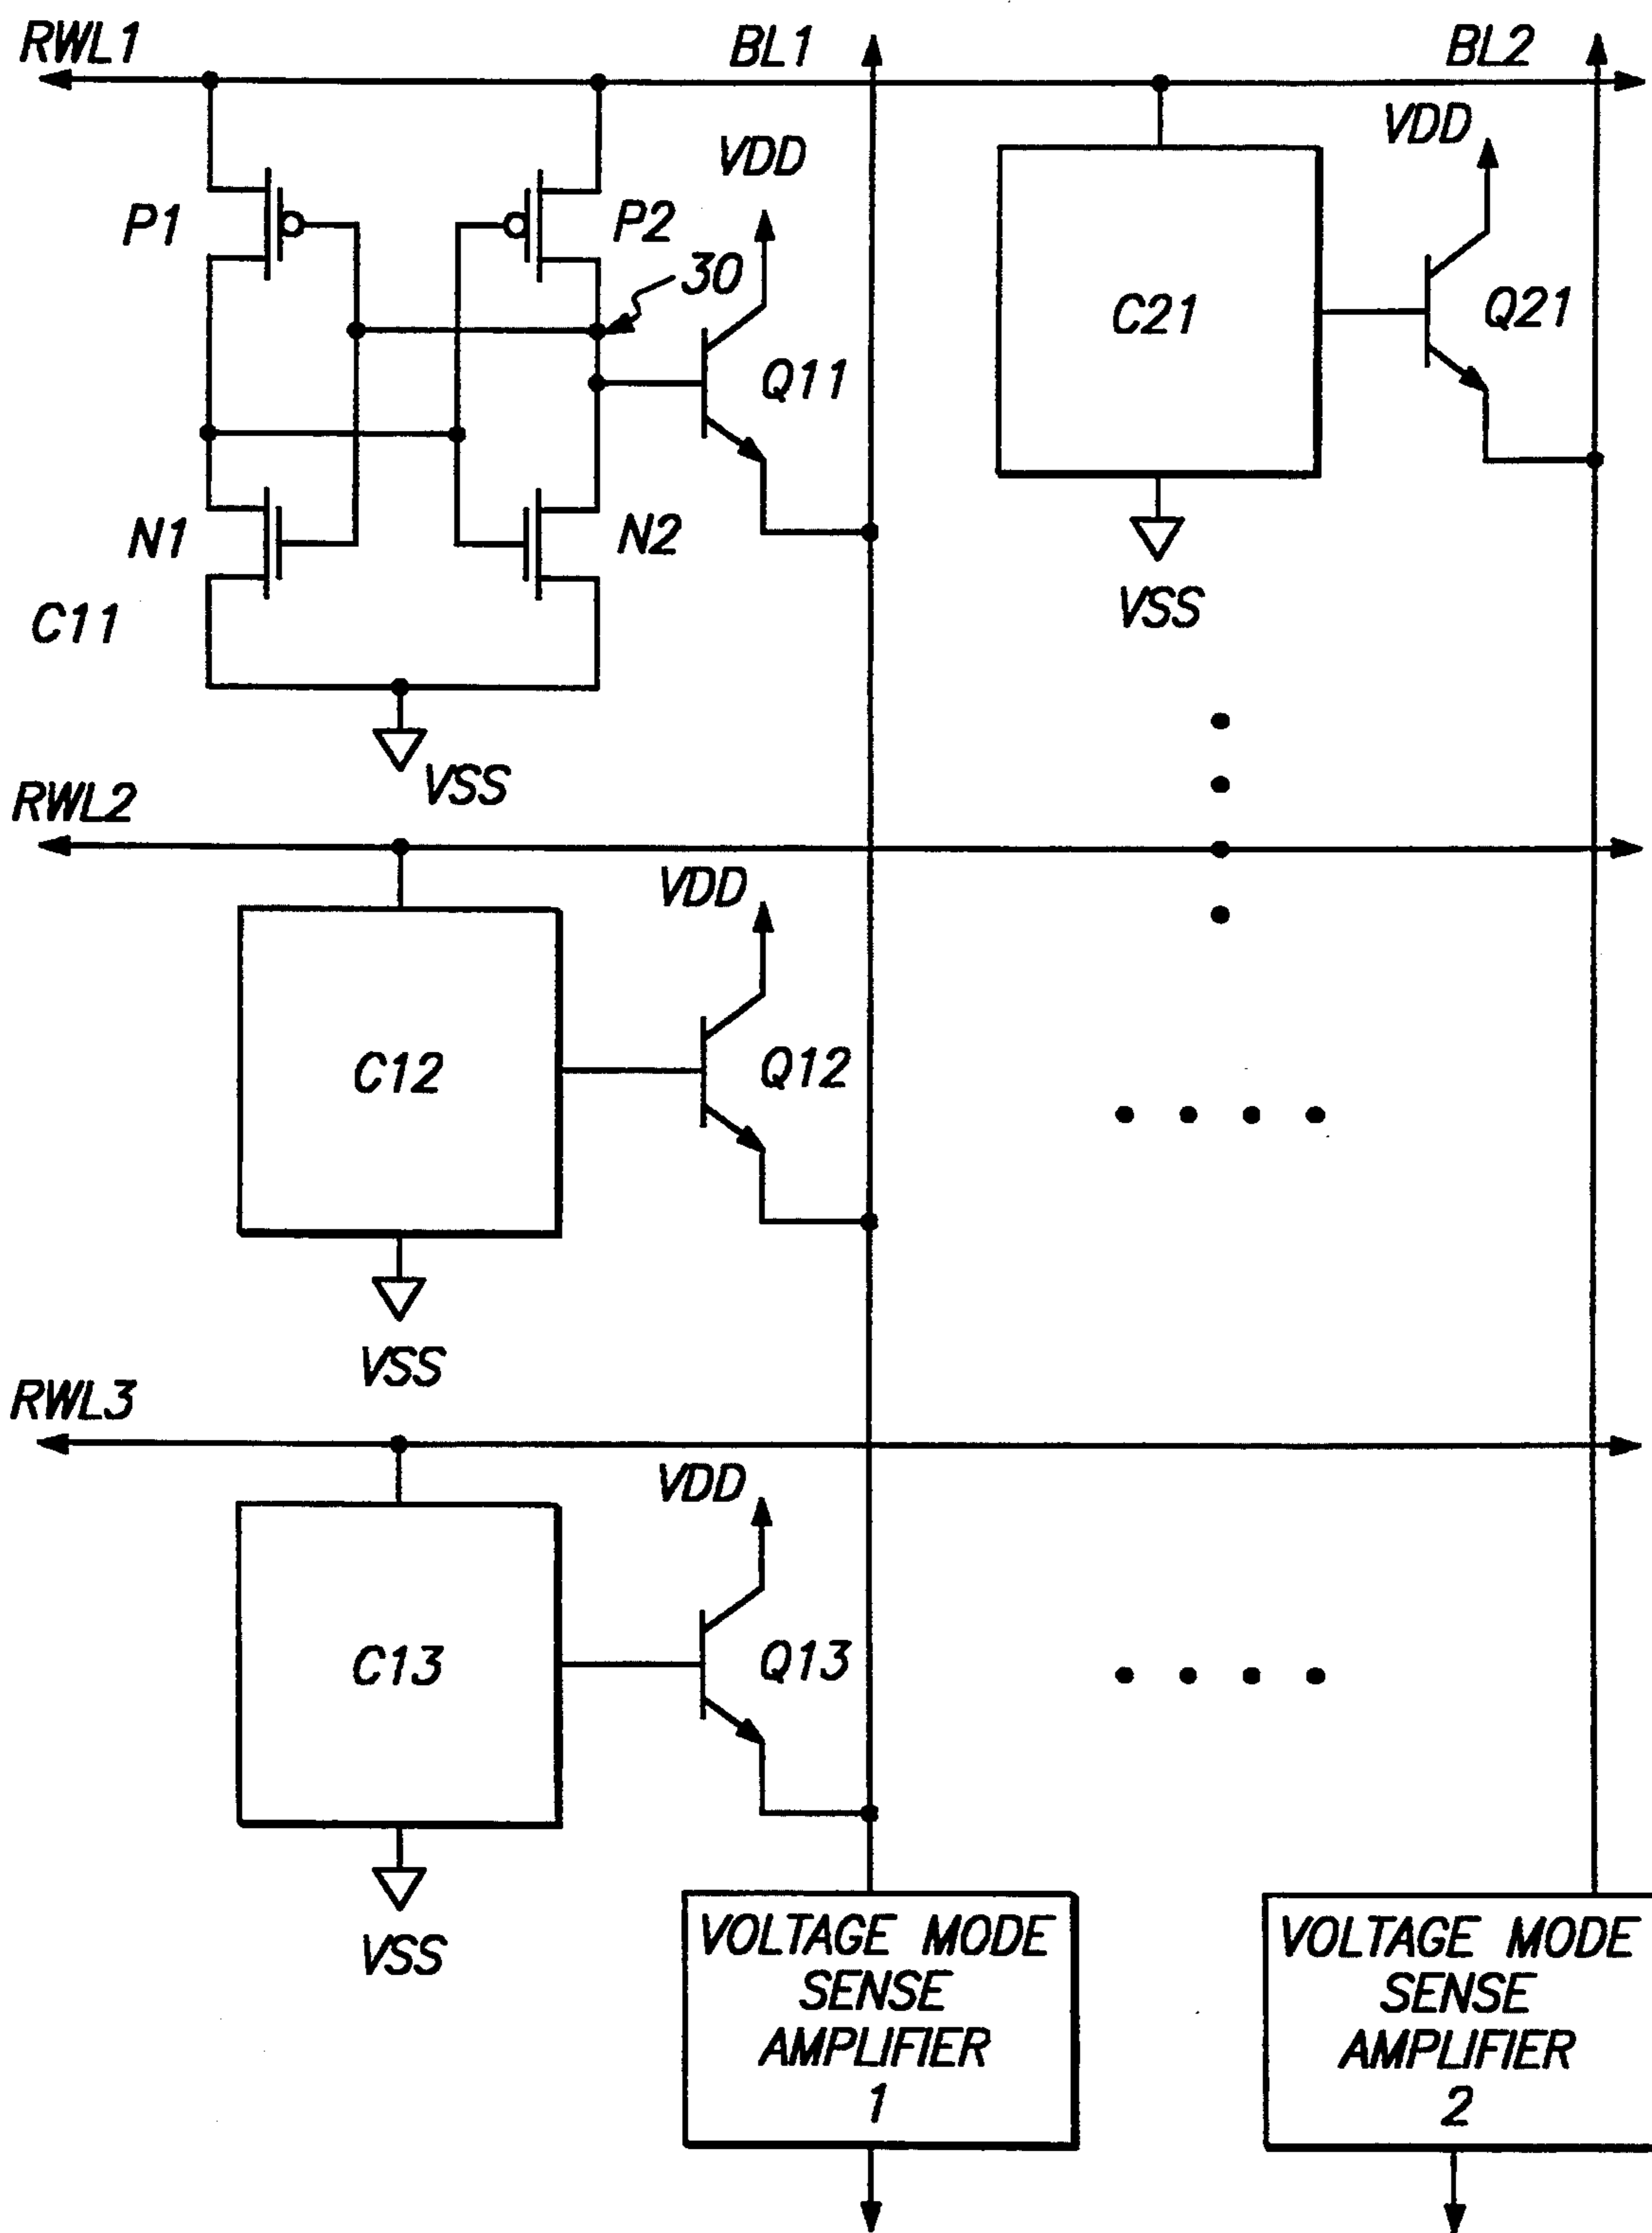 RWL1
BL1
BL2
VDD
VDD
P1
P2
30
C21
Q21
Q11
N1
N2
C11
VSS
VSS
RWL2
VDD
C12
Q12
VSS
RWL3
VDD
C13
Q13
VSS
VOLTAGE MODE
SENSE
AMPLIFIER
1
VOLTAGE MODE
SENSE
AMPLIFIER
2